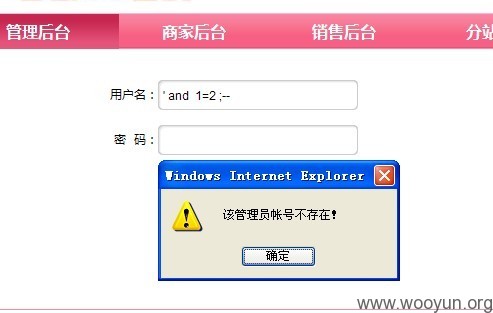 管理后台 商家后台 销售后台 分站
用户名： ' and 1=2 ;--
密 码：
Windows Internet Explorer
该管理员帐号不存在！
确定
www.wooyun.org